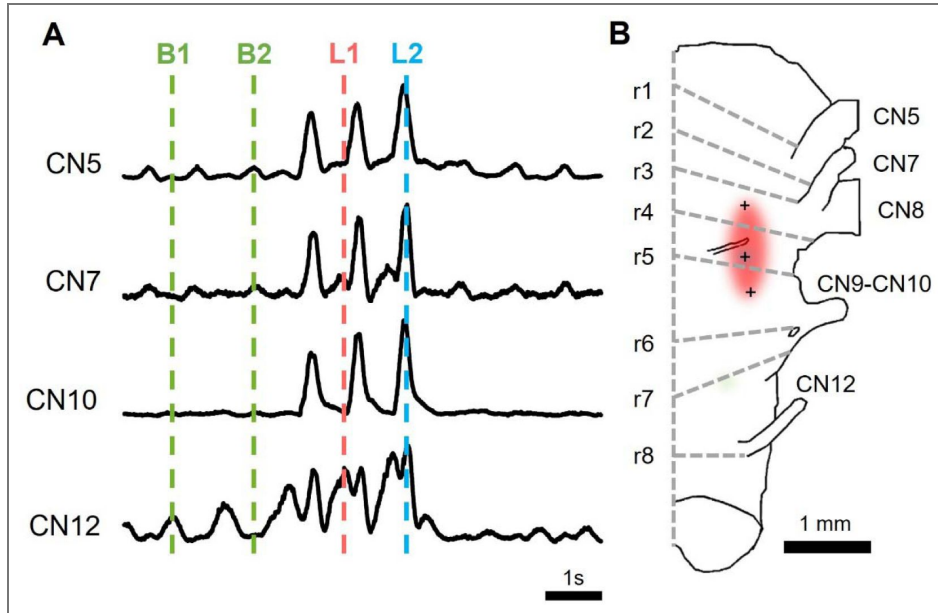 A
B1 B2 L1 L2
CN5
CN7
CN10
CN12
1s
B
r1
r2
r3
r4
r5
r6
r7
r8
CN5
CN7
CN8
CN9-CN10
CN12
1 mm